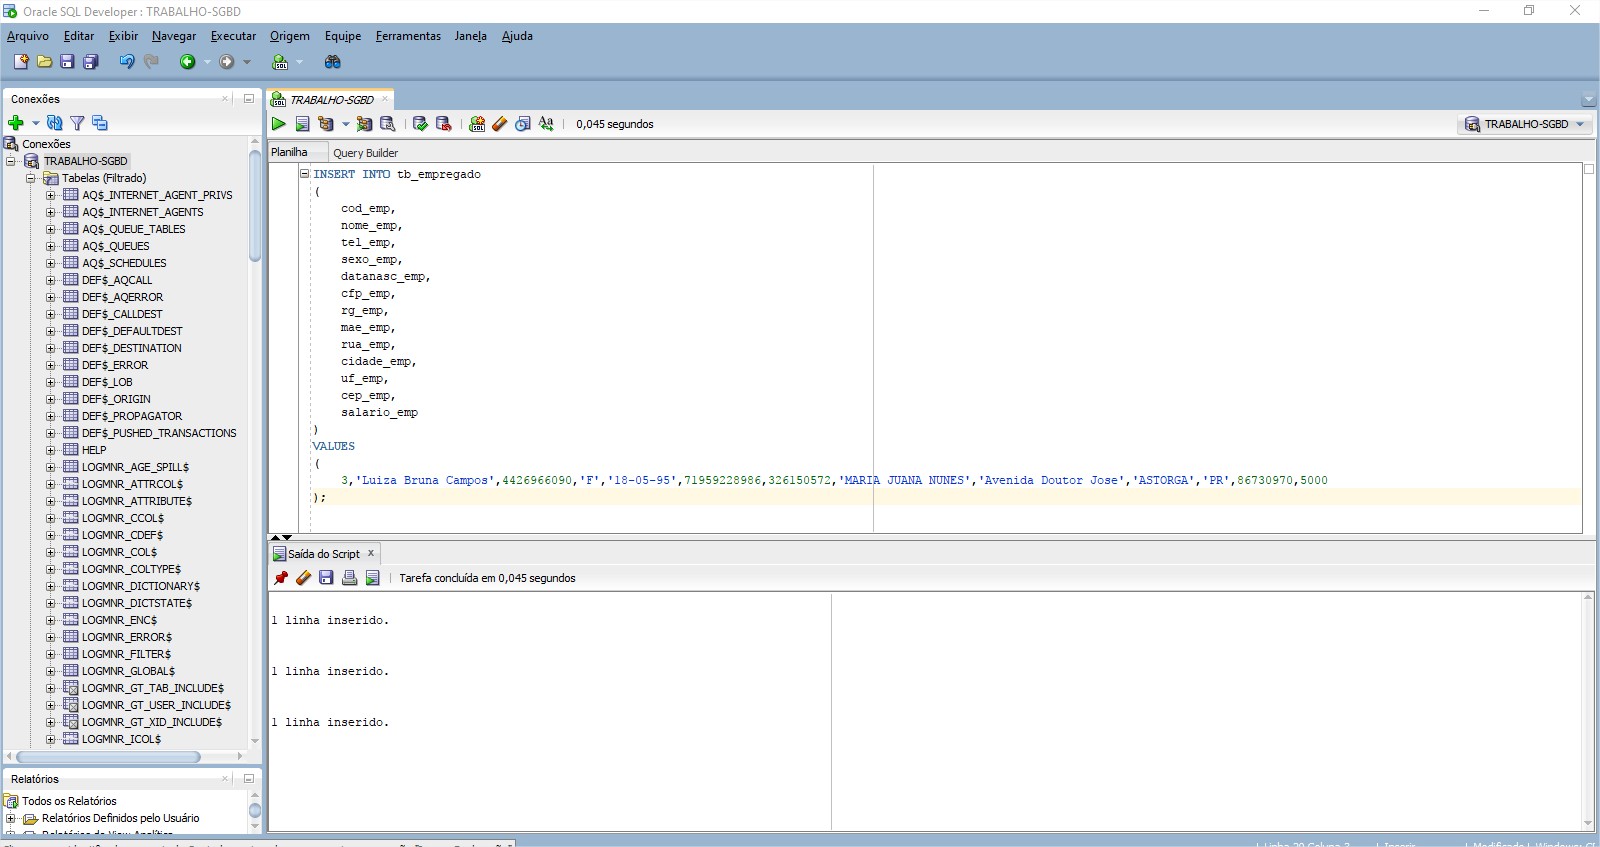 Oracle SQL Developer : TRABALHO-SGBD
Arquivo Editar Exibir Navegar Executar Origem Equipe Ferramentas Janela Ajuda
Conexões
Conexões
TRABALHO-SGBD
Tabelas (Filtrado)
AQ$_INTERNET_AGENT_PRIVS
AQ$_INTERNET_AGENTS
AQ$_QUEUE_TABLES
AQ$_QUEUES
AQ$_SCHEDULES
DEF$_AQCALL
DEF$_AQERROR
DEF$_CALLDEST
DEF$_DEFAULTDEST
DEF$_DESTINATION
DEF$_ERROR
DEF$_LOB
DEF$_ORIGIN
DEF$_PROPAGATOR
DEF$_PUSHED_TRANSACTIONS
HELP
LOGMNR_AGE_SPILL$
LOGMNR_ATTRCOL$
LOGMNR_ATTRIBUTE$
LOGMNR_CCOL$
LOGMNR_CDEF$
LOGMNR_COL$
LOGMNR_COLTYPE$
LOGMNR_DICTIONARY$
LOGMNR_DICTSTATE$
LOGMNR_ENC$
LOGMNR_ERROR$
LOGMNR_FILTER$
LOGMNR_GLOBAL$
LOGMNR_GT_TAB_INCLUDE$
LOGMNR_GT_USER_INCLUDE$
LOGMNR_GT_XID_INCLUDE$
LOGMNR_ICOL$
Relatórios
Todos os Relatórios
Relatórios Definidos pelo Usuário
TRABALHO-SGBD
0,045 segundos
TRABALHO-SGBD
Planilha Query Builder
INSERT INTO tb_empregado
(
cod_emp,
nome_emp,
tel_emp,
sexo_emp,
datanasc_emp,
cfp_emp,
rg_emp,
mae_emp,
rua_emp,
cidade_emp,
uf_emp,
cep_emp,
salario_emp
)
VALUES
(
3,'Luiza Bruna Campos',4426966090,'F','18-05-95',71959228986,326150572,'MARIA JUANA NUNES','Avenida Doutor Jose','ASTORGA','PR',86730970,5000
);
Saída do Script
Tarefa concluída em 0,045 segundos
1 linha inserido.
1 linha inserido.
1 linha inserido.